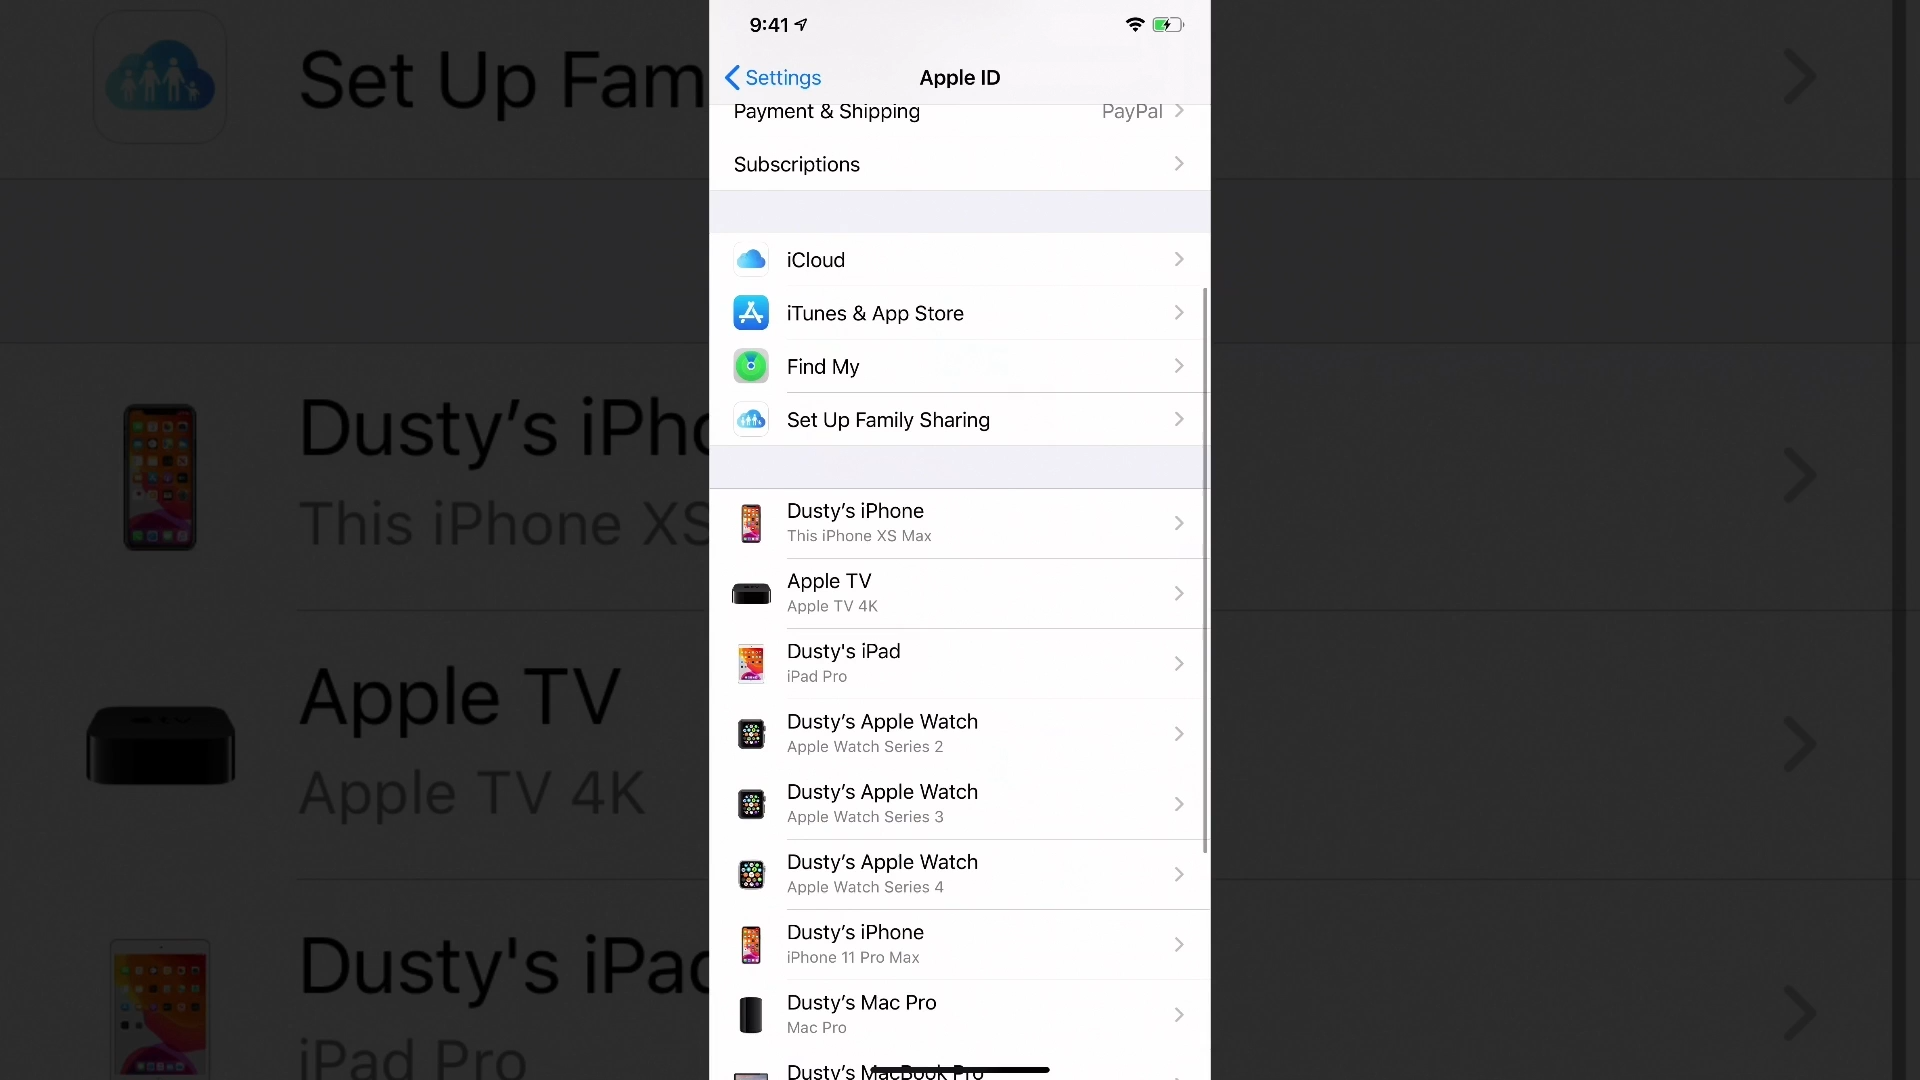 9:41
Settings
Apple ID
Payment & Shipping
PayPal
Subscriptions
iCloud
iTunes & App Store
Find My
Set Up Family Sharing
Dusty’s iPhone
This iPhone XS Max
Apple TV
Apple TV 4K
Dusty's iPad
iPad Pro
Dusty’s Apple Watch
Apple Watch Series 2
Dusty’s Apple Watch
Apple Watch Series 3
Dusty’s Apple Watch
Apple Watch Series 4
Dusty’s iPhone
iPhone 11 Pro Max
Dusty’s Mac Pro
Mac Pro
Dusty’s MacBook Pro
Set Up Fam
Dusty’s iPho
This iPhone XS
Apple TV
Apple TV 4K
Dusty's iPad
iPad Pro